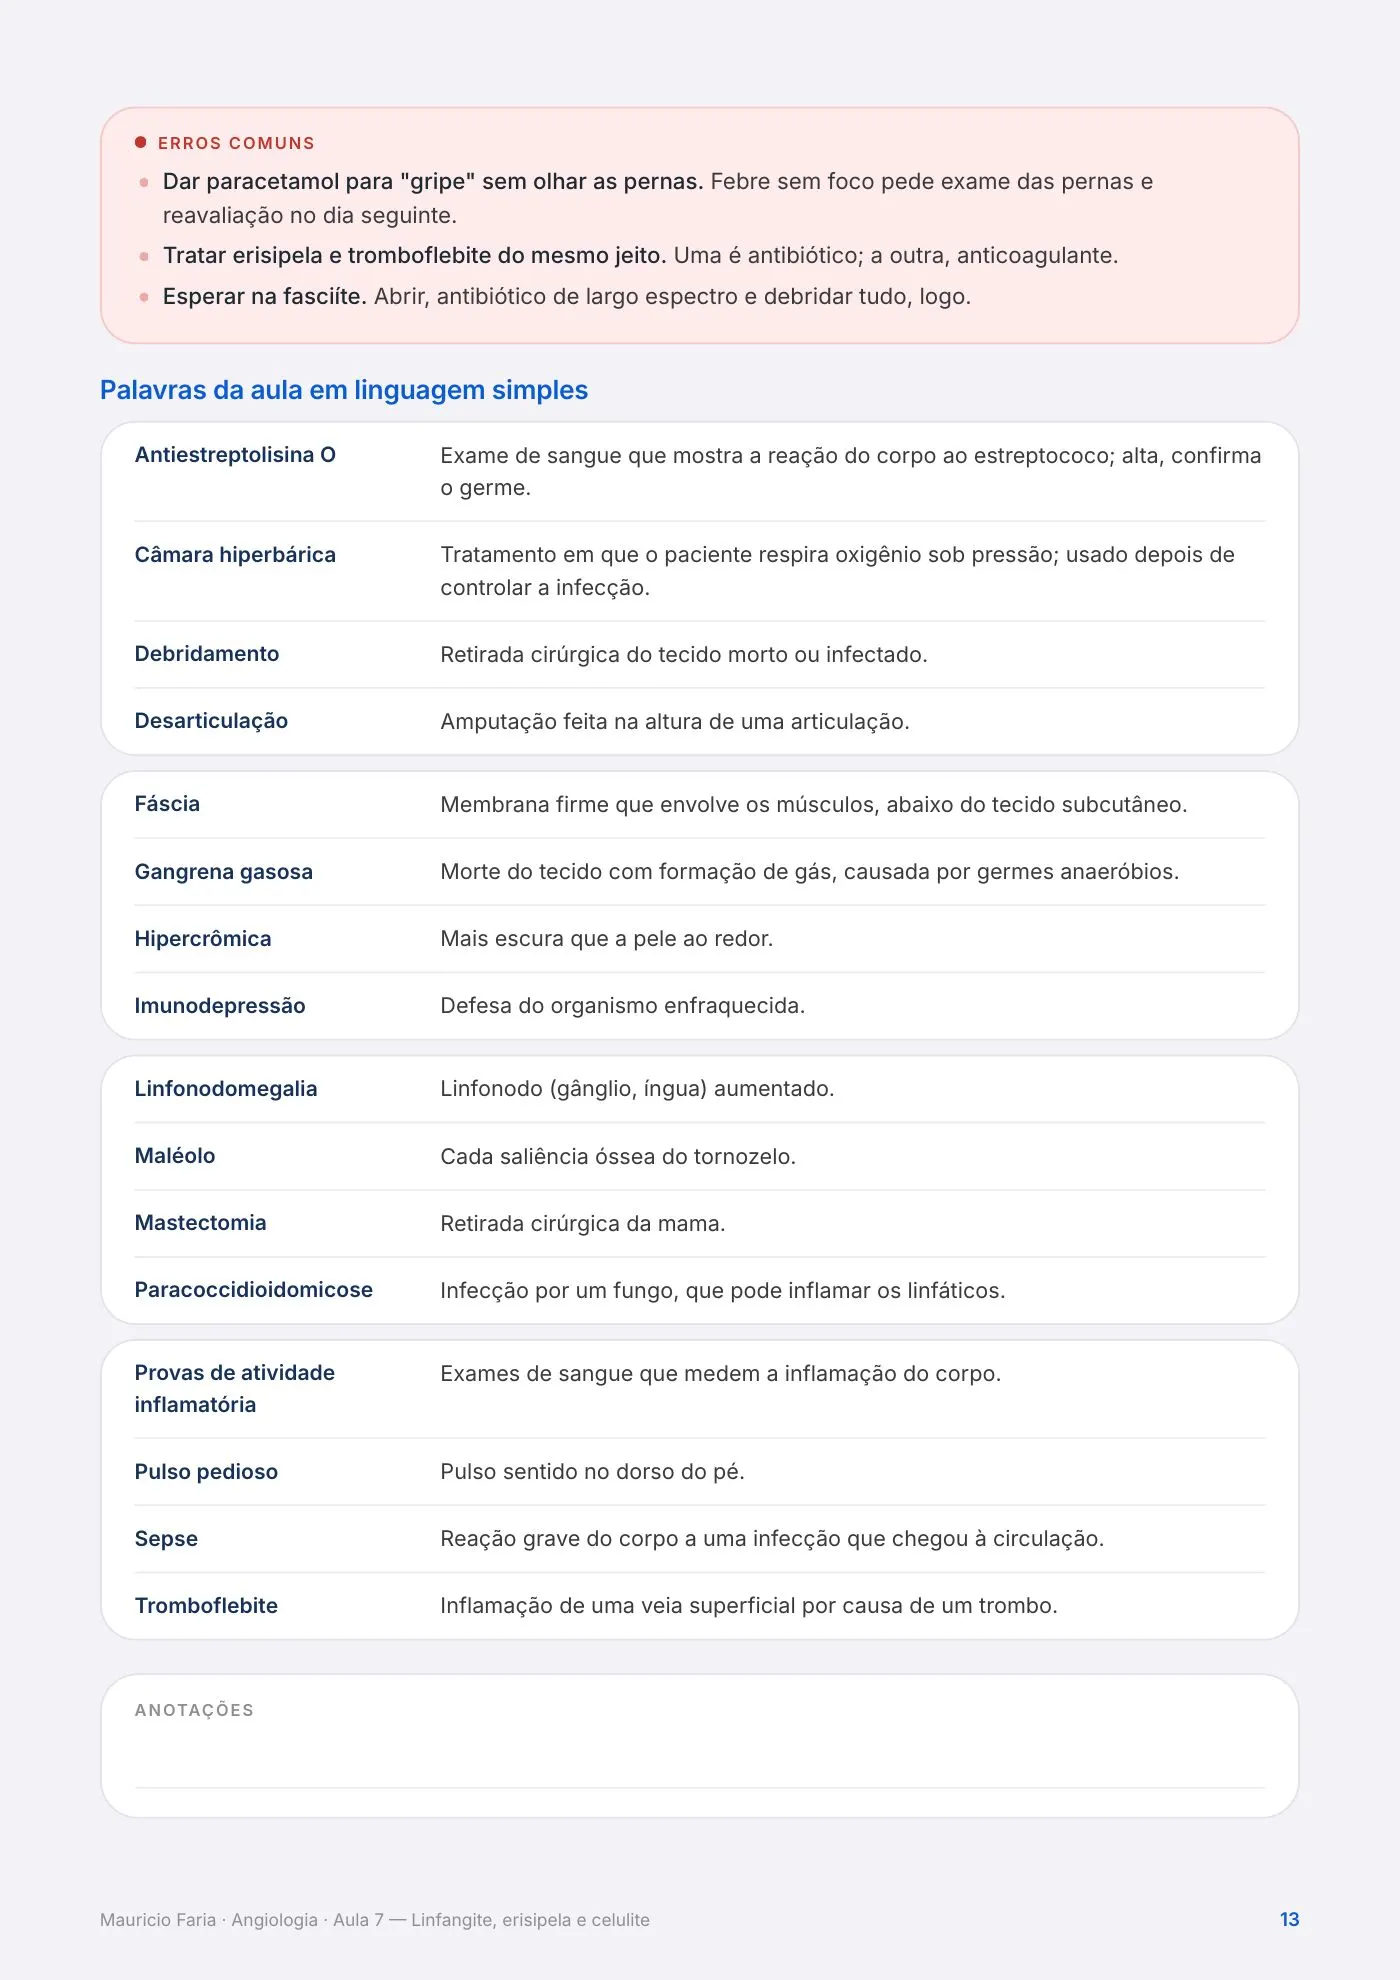 ERROS COMUNS
Dar paracetamol para "gripe" sem olhar as pernas. Febre sem foco pede exame das pernas e
reavaliação no dia seguinte.
Tratar erisipela e tromboflebite do mesmo jeito. Uma é antibiótico; a outra, anticoagulante.
Esperar na fasciíte. Abrir, antibiótico de largo espectro e debridar tudo, logo.
Palavras da aula em linguagem simples
Antiestreptolisina O
Exame de sangue que mostra a reação do corpo ao estreptococo; alta, confirma
o germe.
Câmara hiperbárica
Tratamento em que o paciente respira oxigênio sob pressão; usado depois de
controlar a infecção.
Debridamento
Retirada cirúrgica do tecido morto ou infectado.
Desarticulação
Amputação feita na altura de uma articulação.
Fáscia
Membrana firme que envolve os músculos, abaixo do tecido subcutâneo.
Gangrena gasosa
Morte do tecido com formação de gás, causada por germes anaeróbios.
Hipercrômica
Mais escura que a pele ao redor.
Imunodepressão
Defesa do organismo enfraquecida.
Linfonodomegalia
Linfonodo (gânglio, íngua) aumentado.
Maléolo
Cada saliência óssea do tornozelo.
Mastectomia
Retirada cirúrgica da mama.
Paracoccidioidomicose
Infecção por um fungo, que pode inflamar os linfáticos.
Provas de atividade
inflamatória
Exames de sangue que medem a inflamação do corpo.
Pulso pedioso
Pulso sentido no dorso do pé.
Sepse
Reação grave do corpo a uma infecção que chegou à circulação.
Tromboflebite
Inflamação de uma veia superficial por causa de um trombo.
ANOTAÇÕES
Mauricio Faria · Angiologia · Aula 7 — Linfangite, erisipela e celulite
13